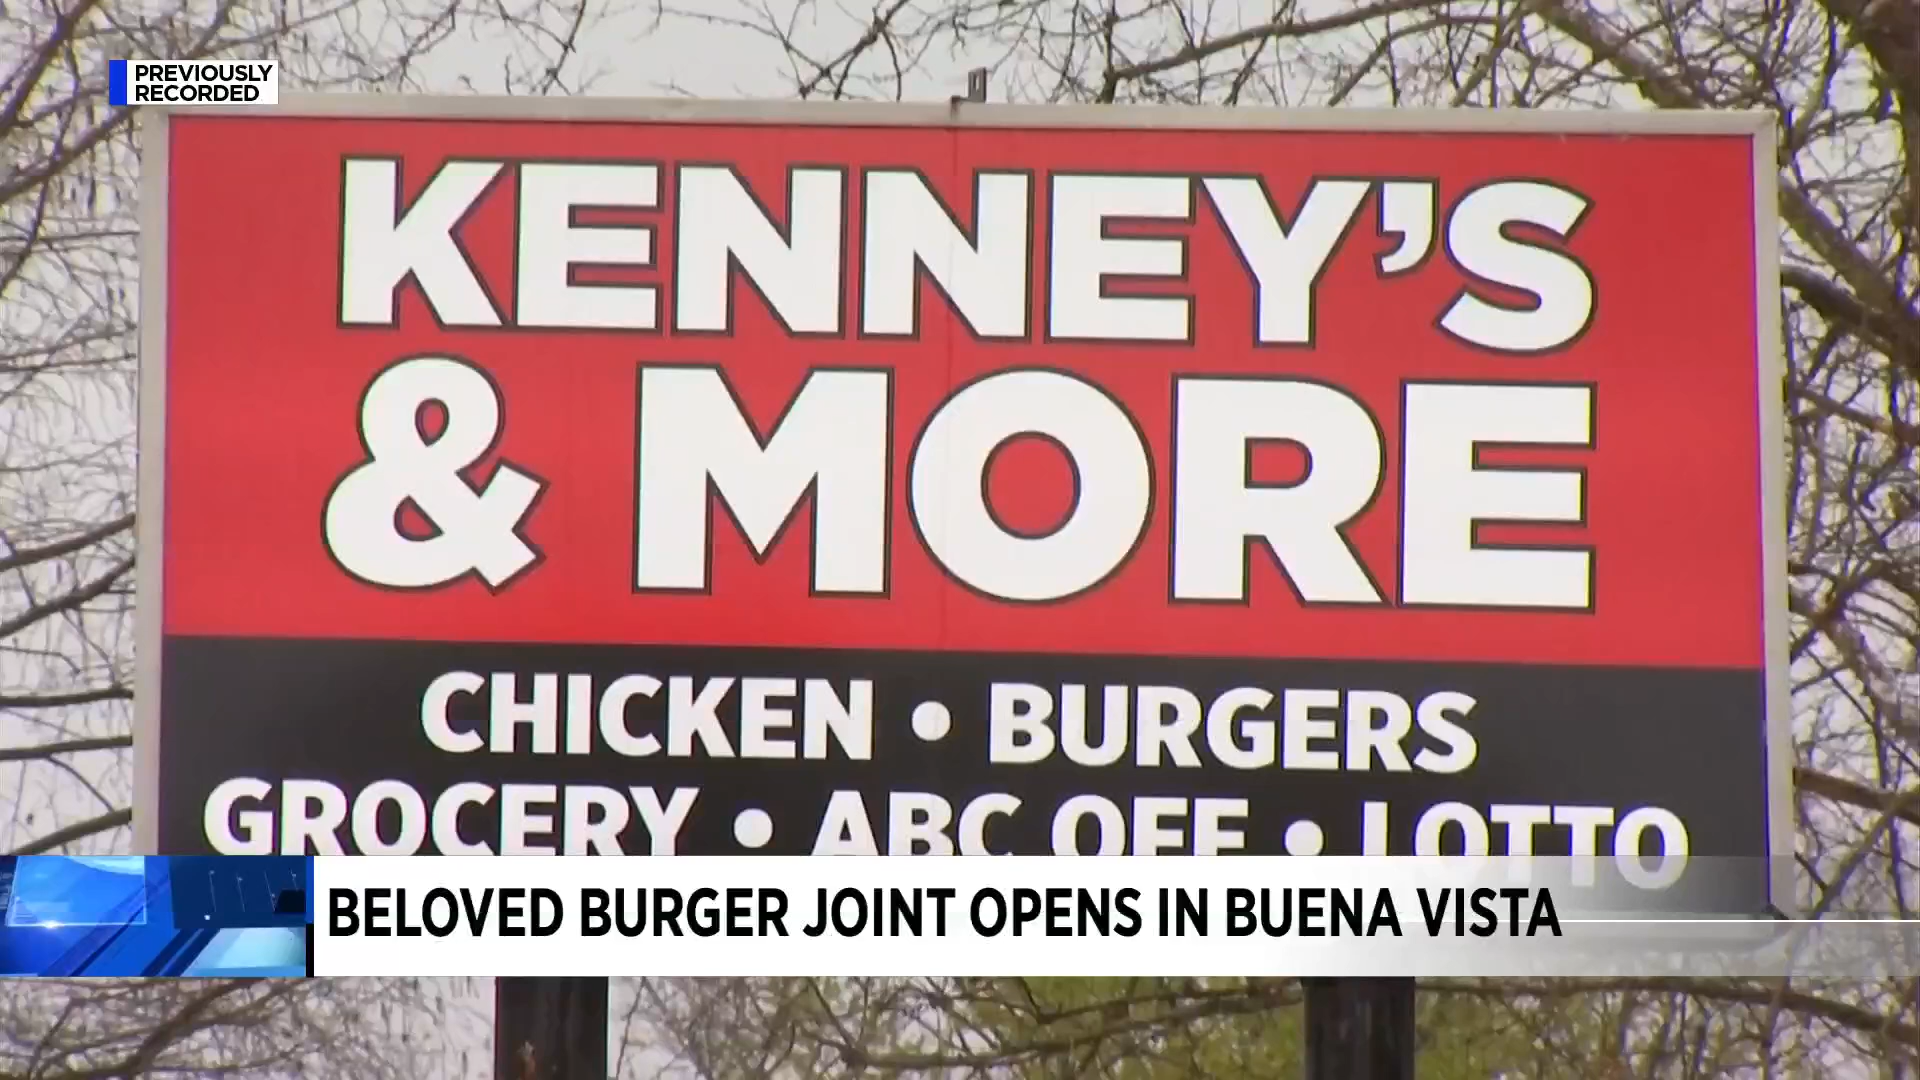 PREVIOUSLY
RECORDED
KENNEY'S
& MORE
CHICKEN • BURGERS
GROCERY • ABC OFF • LOTTO
BELOVED BURGER JOINT OPENS IN BUENA VISTA